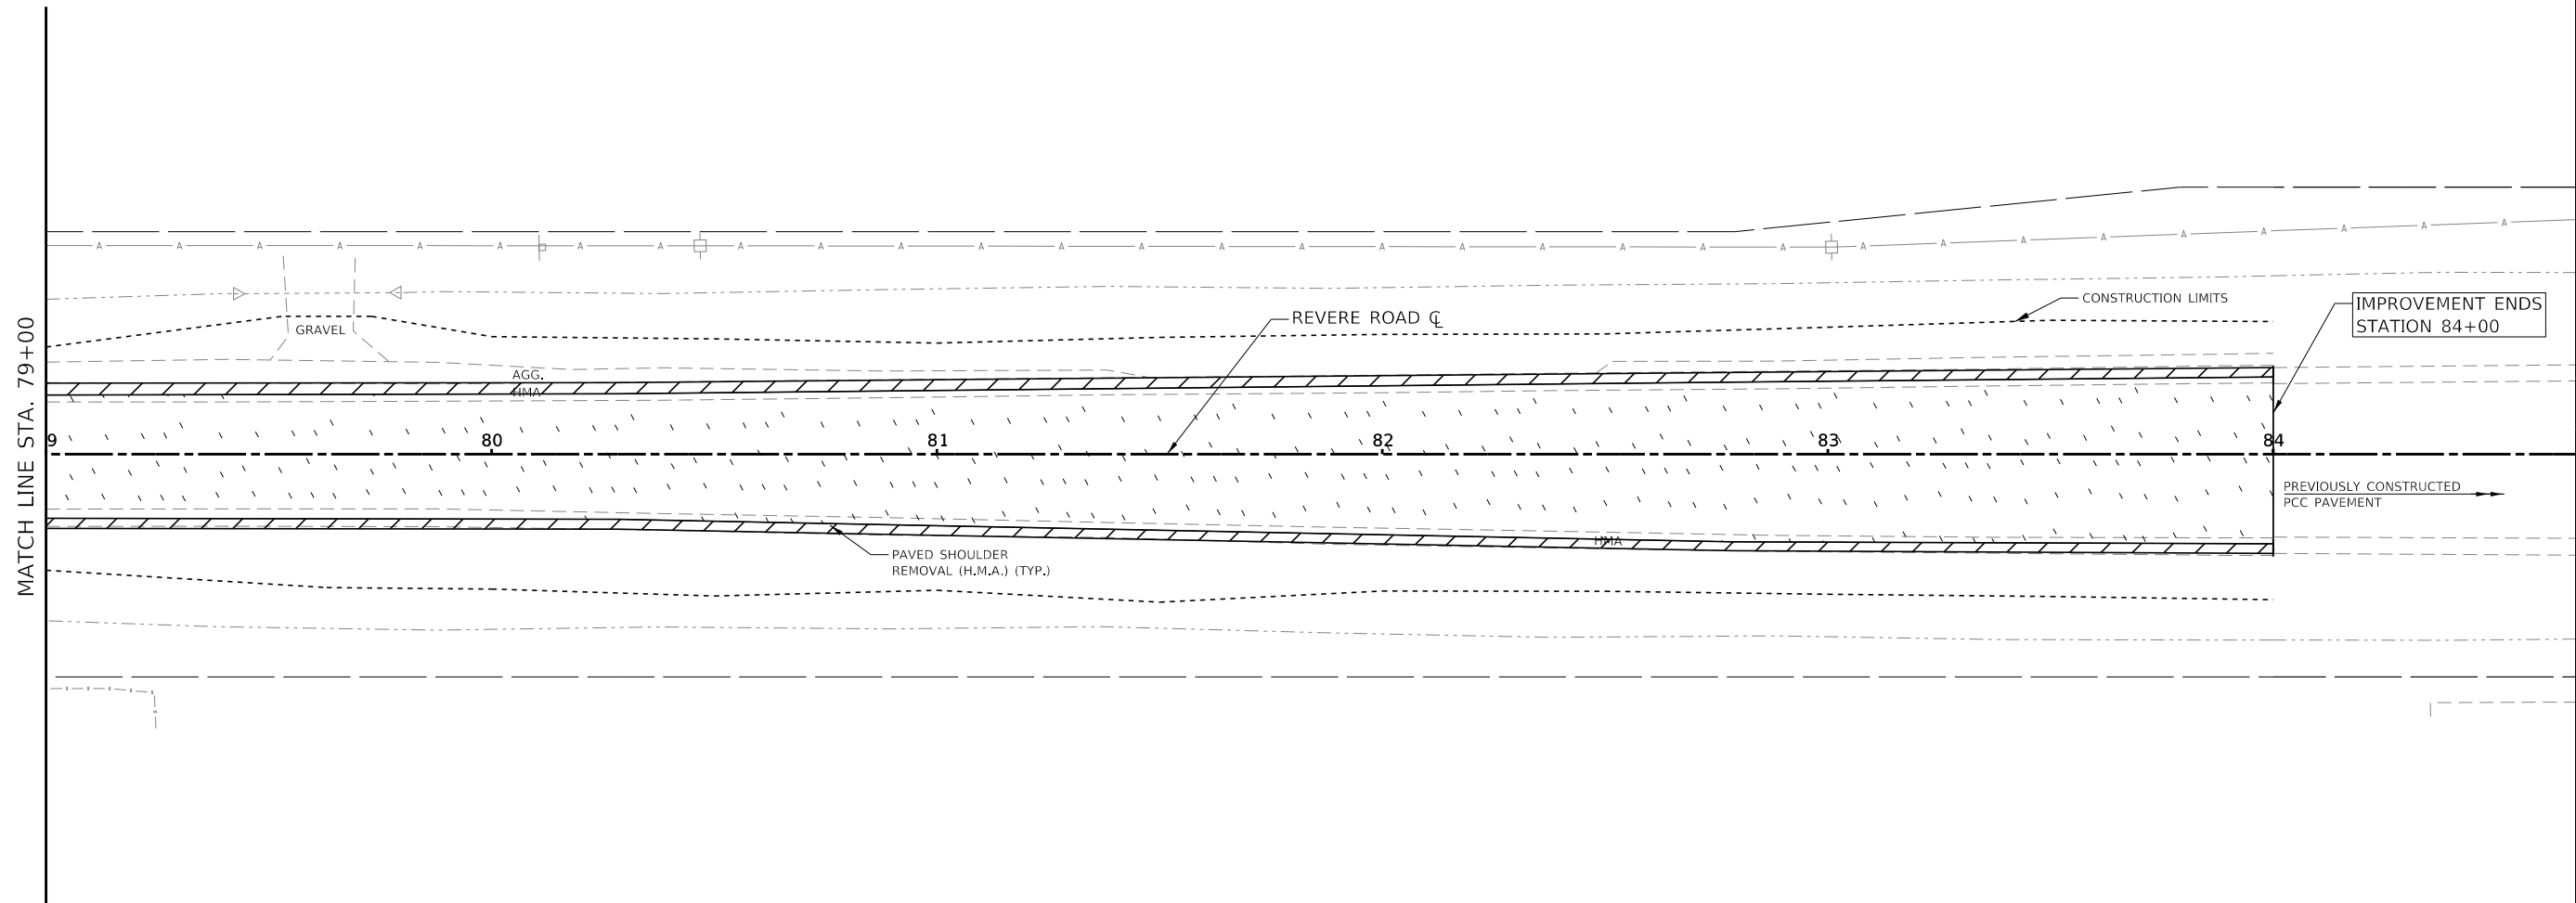 MATCH LINE STA. 79+00
A A A A A A A A A A A A A A A A A A A A A A A A A A A A A A A
GRAVEL
REVERE ROAD ℄
CONSTRUCTION LIMITS
IMPROVEMENT ENDS
STATION 84+00
AGG.
HMA
9 80 81 82 83 84
PREVIOUSLY CONSTRUCTED
PCC PAVEMENT
HMA
PAVED SHOULDER
REMOVAL (H.M.A.) (TYP.)